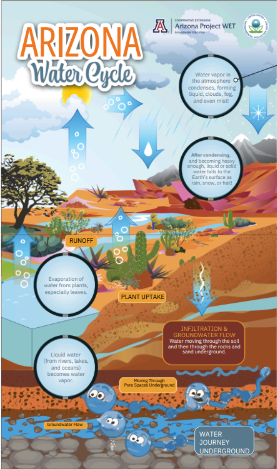 ARIZONA
Water Cycle
COOPERATIVE EXTENSION
Arizona Project WET
Water vapor in
the atmosphere
condenses, forming
liquid, clouds, fog,
and even mist!
After condensing,
and becoming heavy
enough, liquid or solid
water falls to the
Earth's surface as
rain, snow, or hail
RUNOFF
Evaporation of
water from plants,
especially leaves.
PLANT UPTAKE
INFILTRATION &
GROUNDWATER FLOW
Water moving through the soil
and then through the rocks and
sand underground.
Liquid water
(from rivers, lakes,
and oceans)
becomes water
vapor.
Moving Through
Pore Spaces Underground
Groundwater Flow
WATER
JOURNEY
UNDERGROUND